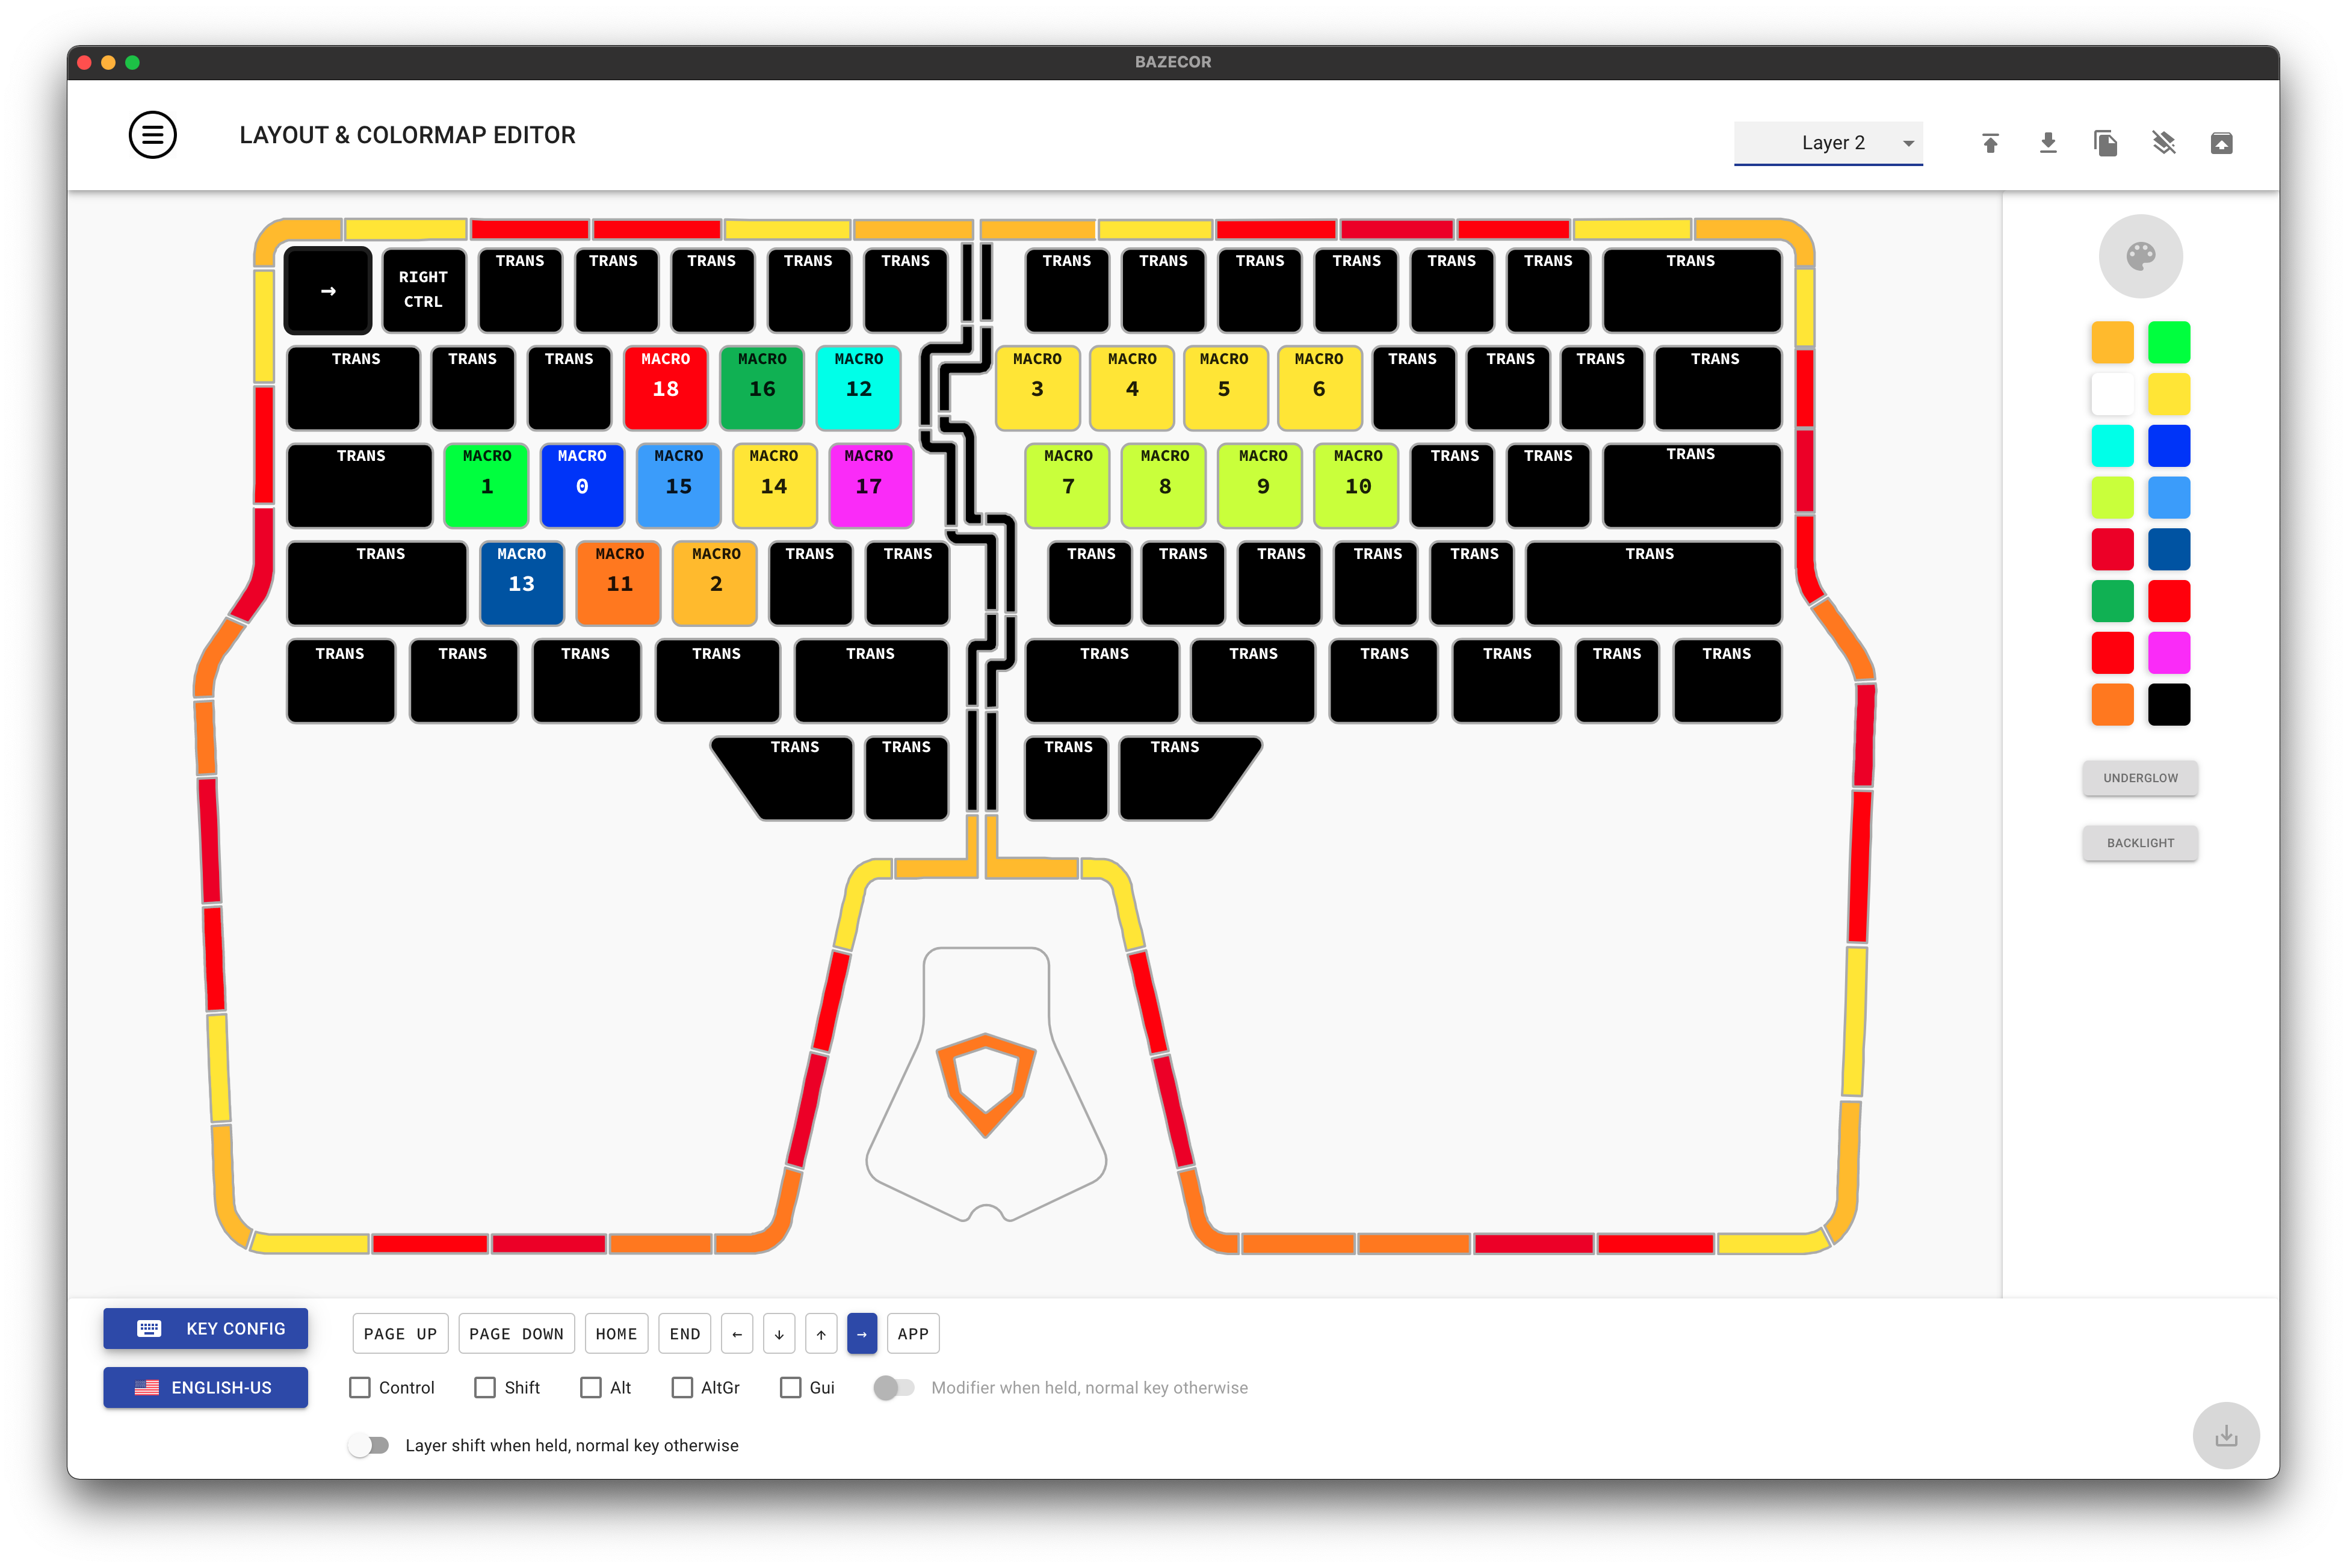 BAZECOR
LAYOUT & COLORMAP EDITOR
Layer 2
→ RIGHT CTRL TRANS TRANS TRANS TRANS TRANS TRANS TRANS TRANS TRANS TRANS TRANS TRANS
TRANS TRANS TRANS MACRO 18 MACRO 16 MACRO 12 MACRO 3 MACRO 4 MACRO 5 MACRO 6 TRANS TRANS TRANS TRANS
TRANS MACRO 1 MACRO 0 MACRO 15 MACRO 14 MACRO 17 MACRO 7 MACRO 8 MACRO 9 MACRO 10 TRANS TRANS TRANS
TRANS MACRO 13 MACRO 11 MACRO 2 TRANS TRANS TRANS TRANS TRANS TRANS TRANS TRANS
TRANS TRANS TRANS TRANS TRANS TRANS TRANS TRANS TRANS TRANS TRANS
TRANS TRANS TRANS TRANS
UNDERGLOW
BACKLIGHT
KEY CONFIG
ENGLISH-US
PAGE UP PAGE DOWN HOME END ← ↓ ↑ → APP
Control Shift Alt AltGr Gui Modifier when held, normal key otherwise
Layer shift when held, normal key otherwise